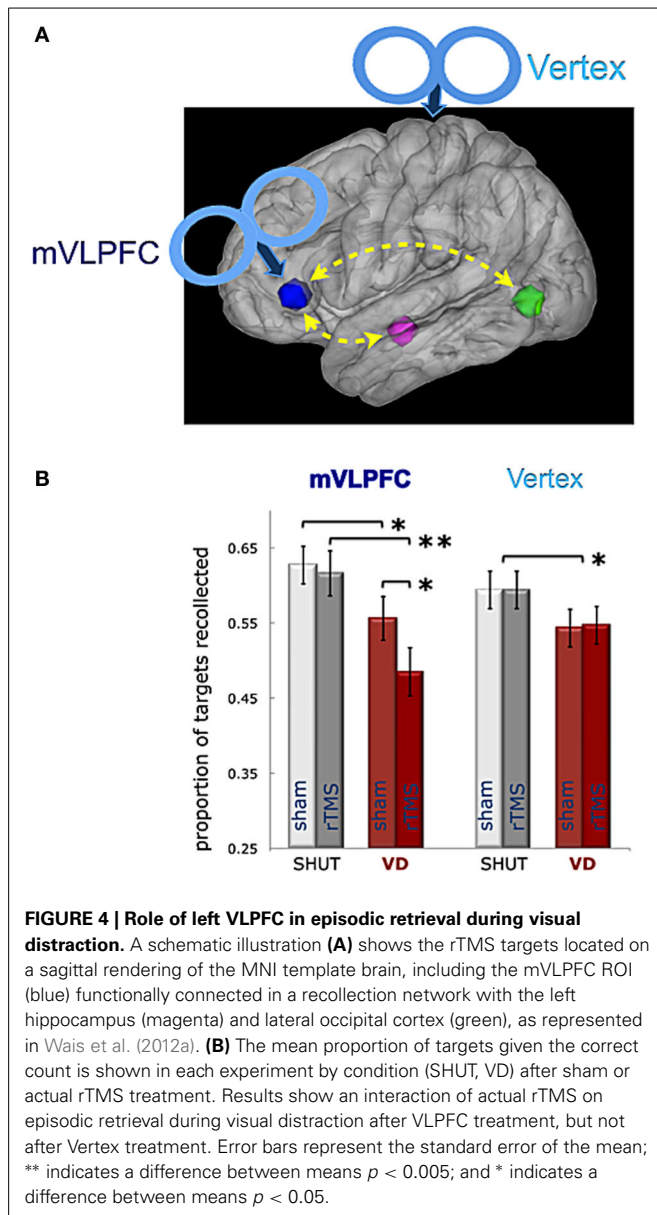 A
Vertex
mVLPFC
B
mVLPFC
Vertex
proportion of targets recollected
0.65
0.55
0.45
0.35
0.25
*
**
*
*
sham
rTMS
sham
rTMS
sham
rTMS
sham
rTMS
SHUT
VD
SHUT
VD
FIGURE 4 | Role of left VLPFC in episodic retrieval during visual
distraction. A schematic illustration (A) shows the rTMS targets located on
a sagittal rendering of the MNI template brain, including the mVLPFC ROI
(blue) functionally connected in a recollection network with the left
hippocampus (magenta) and lateral occipital cortex (green), as represented
in Wais et al. (2012a). (B) The mean proportion of targets given the correct
count is shown in each experiment by condition (SHUT, VD) after sham or
actual rTMS treatment. Results show an interaction of actual rTMS on
episodic retrieval during visual distraction after VLPFC treatment, but not
after Vertex treatment. Error bars represent the standard error of the mean;
** indicates a difference between means p < 0.005; and * indicates a
difference between means p < 0.05.